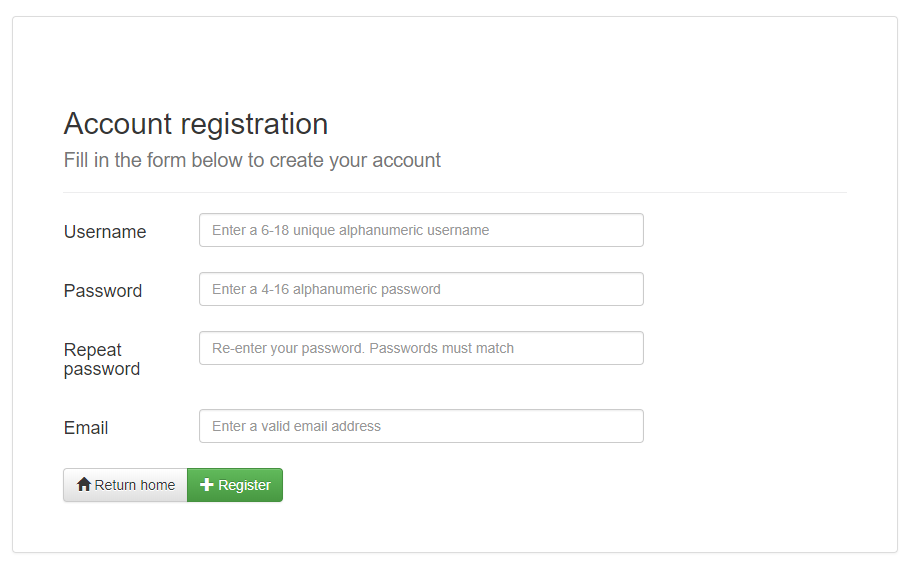 Account registration
Fill in the form below to create your account
Username
Enter a 6-18 unique alphanumeric username
Password
Enter a 4-16 alphanumeric password
Repeat
password
Re-enter your password. Passwords must match
Email
Enter a valid email address
Return home
Register